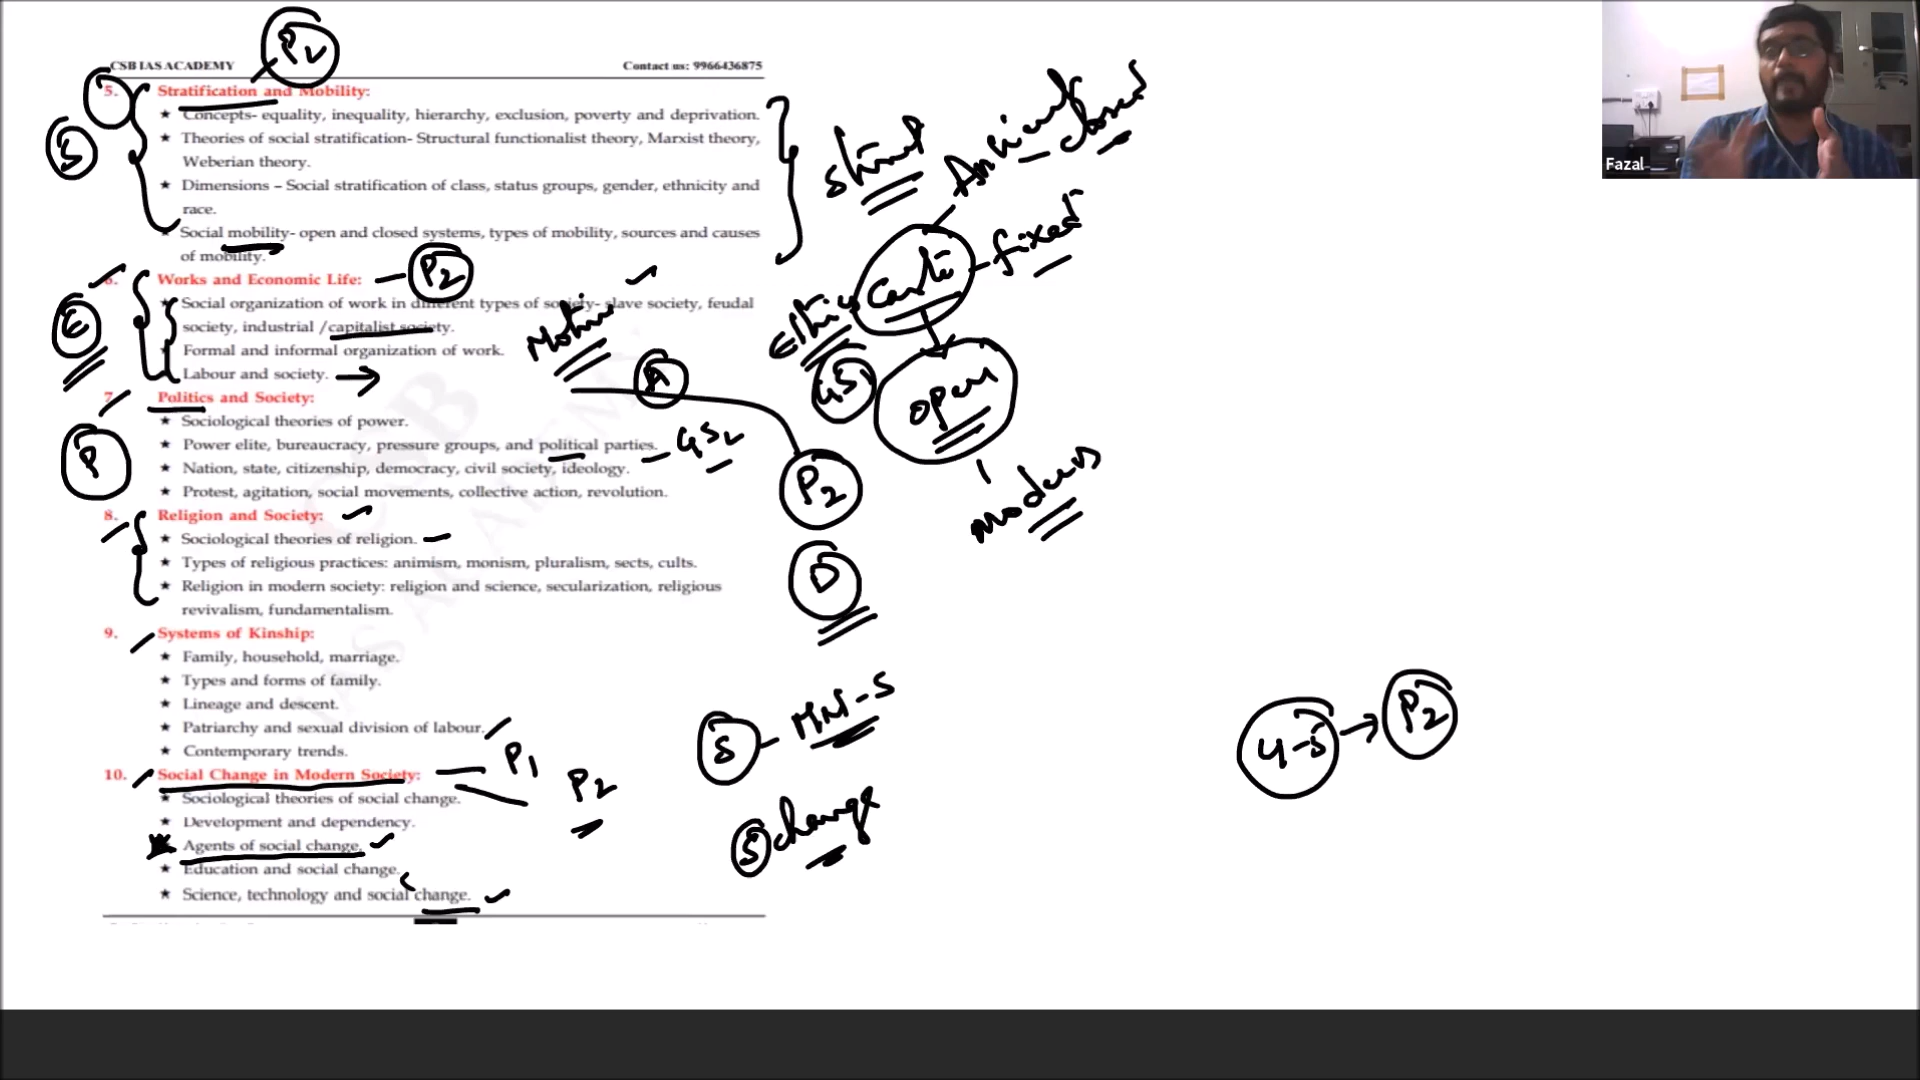 CSB IAS ACADEMY
Contact us: 9966436875
P2
5. Stratification and Mobility:
★ Concepts- equality, inequality, hierarchy, exclusion, poverty and deprivation.
★ Theories of social stratification- Structural functionalist theory, Marxist theory,
Weberian theory.
★ Dimensions – Social stratification of class, status groups, gender, ethnicity and
race.
Social mobility- open and closed systems, types of mobility, sources and causes
of mobility.
S
6. Works and Economic Life: - P2
★ Social organization of work in different types of society- slave society, feudal
society, industrial /capitalist society.
Formal and informal organization of work.
Labour and society. →
E
7. Politics and Society:
★ Sociological theories of power.
★ Power elite, bureaucracy, pressure groups, and political parties. - GS2
★ Nation, state, citizenship, democracy, civil society, ideology.
★ Protest, agitation, social movements, collective action, revolution.
P
8. Religion and Society:
★ Sociological theories of religion.
★ Types of religious practices: animism, monism, pluralism, sects, cults.
★ Religion in modern society: religion and science, secularization, religious
revivalism, fundamentalism.
9. Systems of Kinship:
★ Family, household, marriage.
★ Types and forms of family.
★ Lineage and descent.
★ Patriarchy and sexual division of labour.
★ Contemporary trends.
10. Social Change in Modern Society:
★ Sociological theories of social change.
★ Development and dependency.
★ Agents of social change.
★ Education and social change.
★ Science, technology and social change.
P1
P2
closed
caste - fixed
open
modern
A
P2
D
S
S change
4-5 → P2
CSB
IAS ACADEMY
Fazal